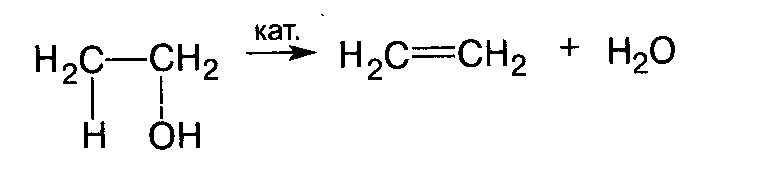 кат.
H₂C—CH₂ → H₂C=CH₂ + H₂O
H OH